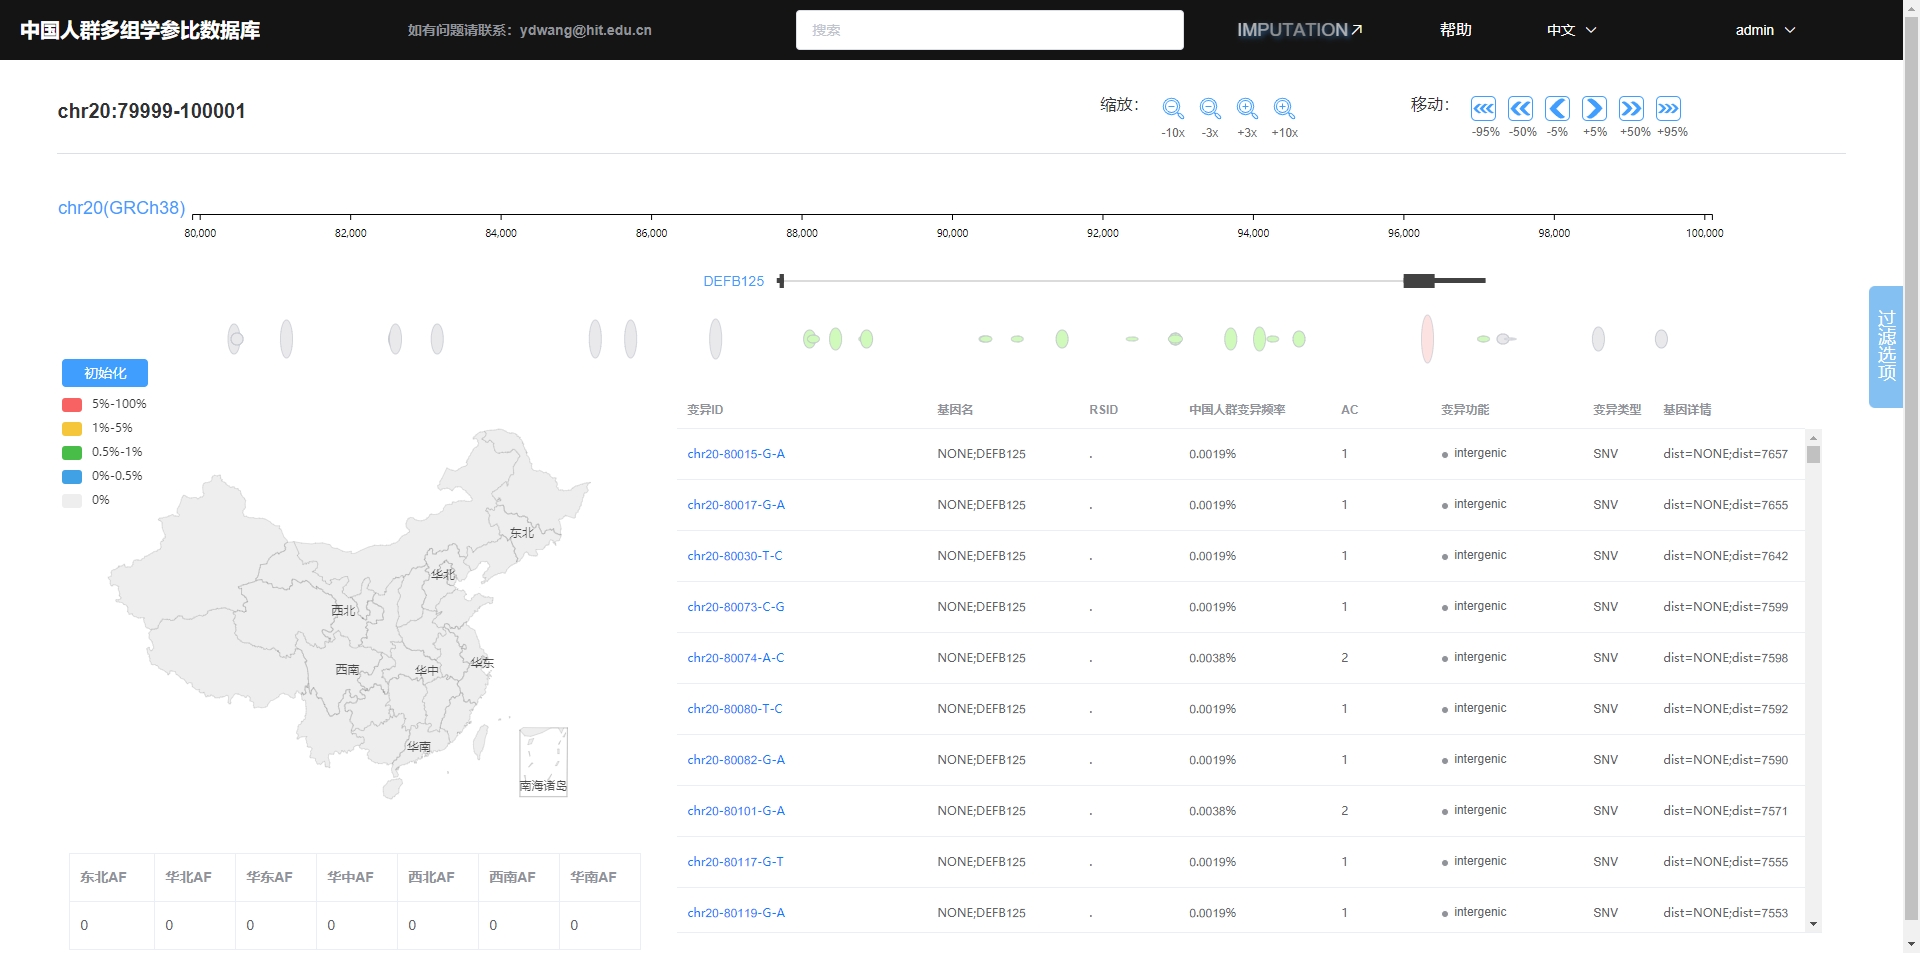 中国人群多组学参比数据库 如有问题请联系：ydwang@hit.edu.cn 搜索 IMPUTATION 帮助 中文 admin
chr20:79999-100001
缩放： -10x -3x +3x +10x
移动： -95% -50% -5% +5% +50% +95%
chr20(GRCh38)
80,000 82,000 84,000 86,000 88,000 90,000 92,000 94,000 96,000 98,000 100,000
DEFB125
过滤选项
初始化
5%-100%
1%-5%
0.5%-1%
0%-0.5%
0%
东北
华北
西北
西南
华中
华东
华南
南海诸岛
东北AF 华北AF 华东AF 华中AF 西北AF 西南AF 华南AF
0 0 0 0 0 0 0
变异ID 基因名 RSID 中国人群变异频率 AC 变异功能 变异类型 基因详情
chr20-80015-G-A NONE;DEFB125 . 0.0019% 1 intergenic SNV dist=NONE;dist=7657
chr20-80017-G-A NONE;DEFB125 . 0.0019% 1 intergenic SNV dist=NONE;dist=7655
chr20-80030-T-C NONE;DEFB125 . 0.0019% 1 intergenic SNV dist=NONE;dist=7642
chr20-80073-C-G NONE;DEFB125 . 0.0019% 1 intergenic SNV dist=NONE;dist=7599
chr20-80074-A-C NONE;DEFB125 . 0.0038% 2 intergenic SNV dist=NONE;dist=7598
chr20-80080-T-C NONE;DEFB125 . 0.0019% 1 intergenic SNV dist=NONE;dist=7592
chr20-80082-G-A NONE;DEFB125 . 0.0019% 1 intergenic SNV dist=NONE;dist=7590
chr20-80101-G-A NONE;DEFB125 . 0.0038% 2 intergenic SNV dist=NONE;dist=7571
chr20-80117-G-T NONE;DEFB125 . 0.0019% 1 intergenic SNV dist=NONE;dist=7555
chr20-80119-G-A NONE;DEFB125 . 0.0019% 1 intergenic SNV dist=NONE;dist=7553